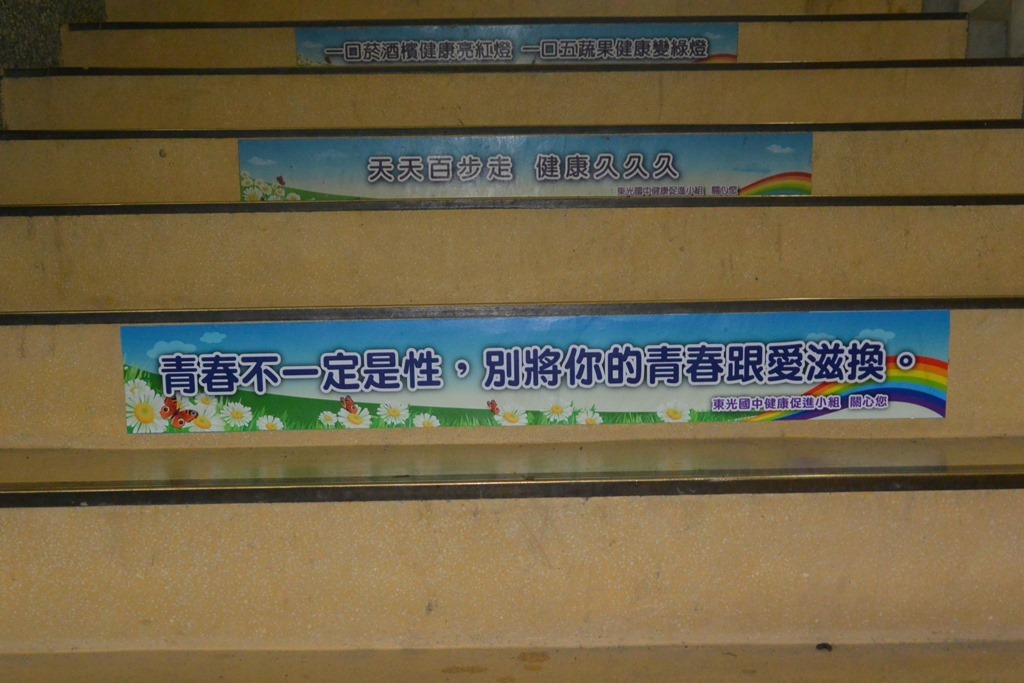 一口菸酒檳健康亮紅燈 一口五蔬果健康變綠燈
天天百步走 健康久久久
東光國中健康促進小組 關心您
青春不一定是性，別將你的青春跟愛滋換。
東光國中健康促進小組 關心您